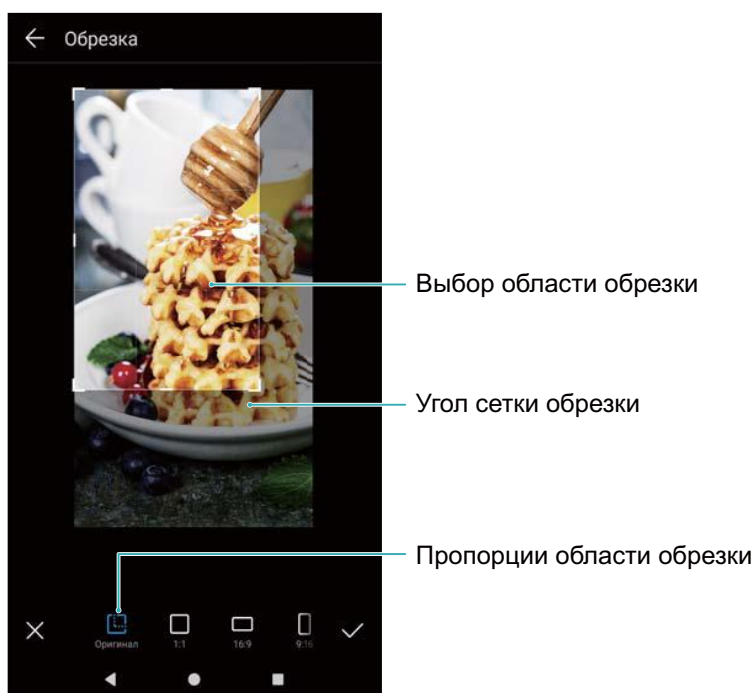 Обрезка
Выбор области обрезки
Угол сетки обрезки
Пропорции области обрезки
Оригинал
1:1
16:9
9:16